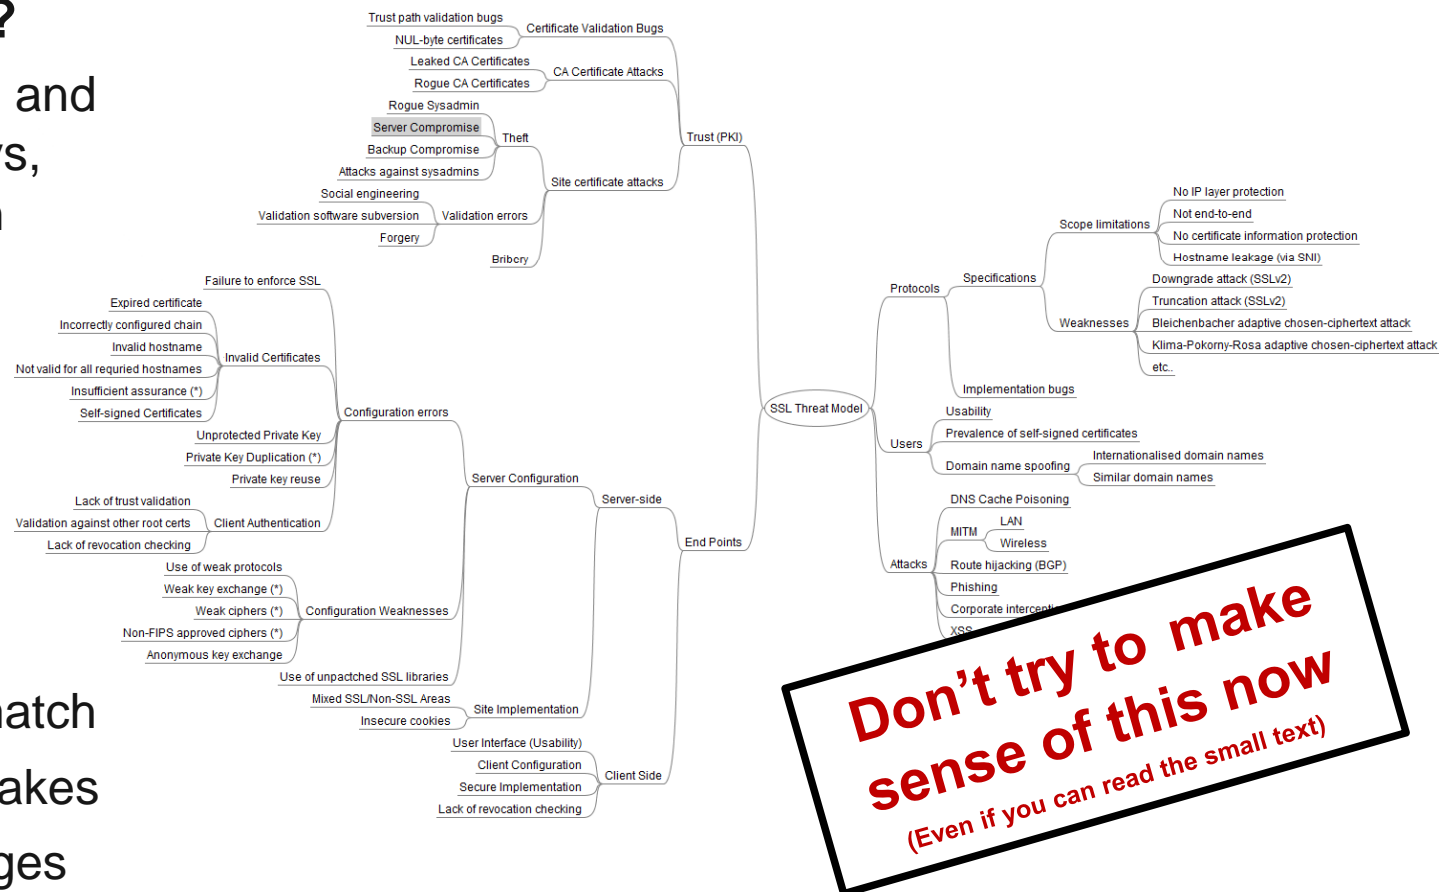 ?
and
s,
Trust path validation bugs
NUL-byte certificates
Certificate Validation Bugs
Leaked CA Certificates
Rogue CA Certificates
CA Certificate Attacks
Rogue Sysadmin
Server Compromise
Backup Compromise
Attacks against sysadmins
Theft
Social engineering
Validation software subversion
Forgery
Validation errors
Bribery
Site certificate attacks
Trust (PKI)
Failure to enforce SSL
Expired certificate
Incorrectly configured chain
Invalid hostname
Not valid for all requried hostnames
Insufficient assurance (*)
Self-signed Certificates
Invalid Certificates
Unprotected Private Key
Private Key Duplication (*)
Private key reuse
Lack of trust validation
Validation against other root certs
Lack of revocation checking
Client Authentication
Configuration errors
Use of weak protocols
Weak key exchange (*)
Weak ciphers (*)
Non-FIPS approved ciphers (*)
Anonymous key exchange
Configuration Weaknesses
Use of unpactched SSL libraries
Server Configuration
Mixed SSL/Non-SSL Areas
Insecure cookies
Site Implementation
Server-side
User Interface (Usability)
Client Configuration
Secure Implementation
Lack of revocation checking
Client Side
End Points
SSL Threat Model
Protocols
Specifications
Scope limitations
No IP layer protection
Not end-to-end
No certificate information protection
Hostname leakage (via SNI)
Weaknesses
Downgrade attack (SSLv2)
Truncation attack (SSLv2)
Bleichenbacher adaptive chosen-ciphertext attack
Klima-Pokorny-Rosa adaptive chosen-ciphertext attack
etc..
Implementation bugs
Users
Usability
Prevalence of self-signed certificates
Domain name spoofing
Internationalised domain names
Similar domain names
Attacks
DNS Cache Poisoning
MITM
LAN
Wireless
Route hijacking (BGP)
Phishing
Corporate intercepti
XSS
atch
akes
ges
Don't try to make
sense of this now
(Even if you can read the small text)